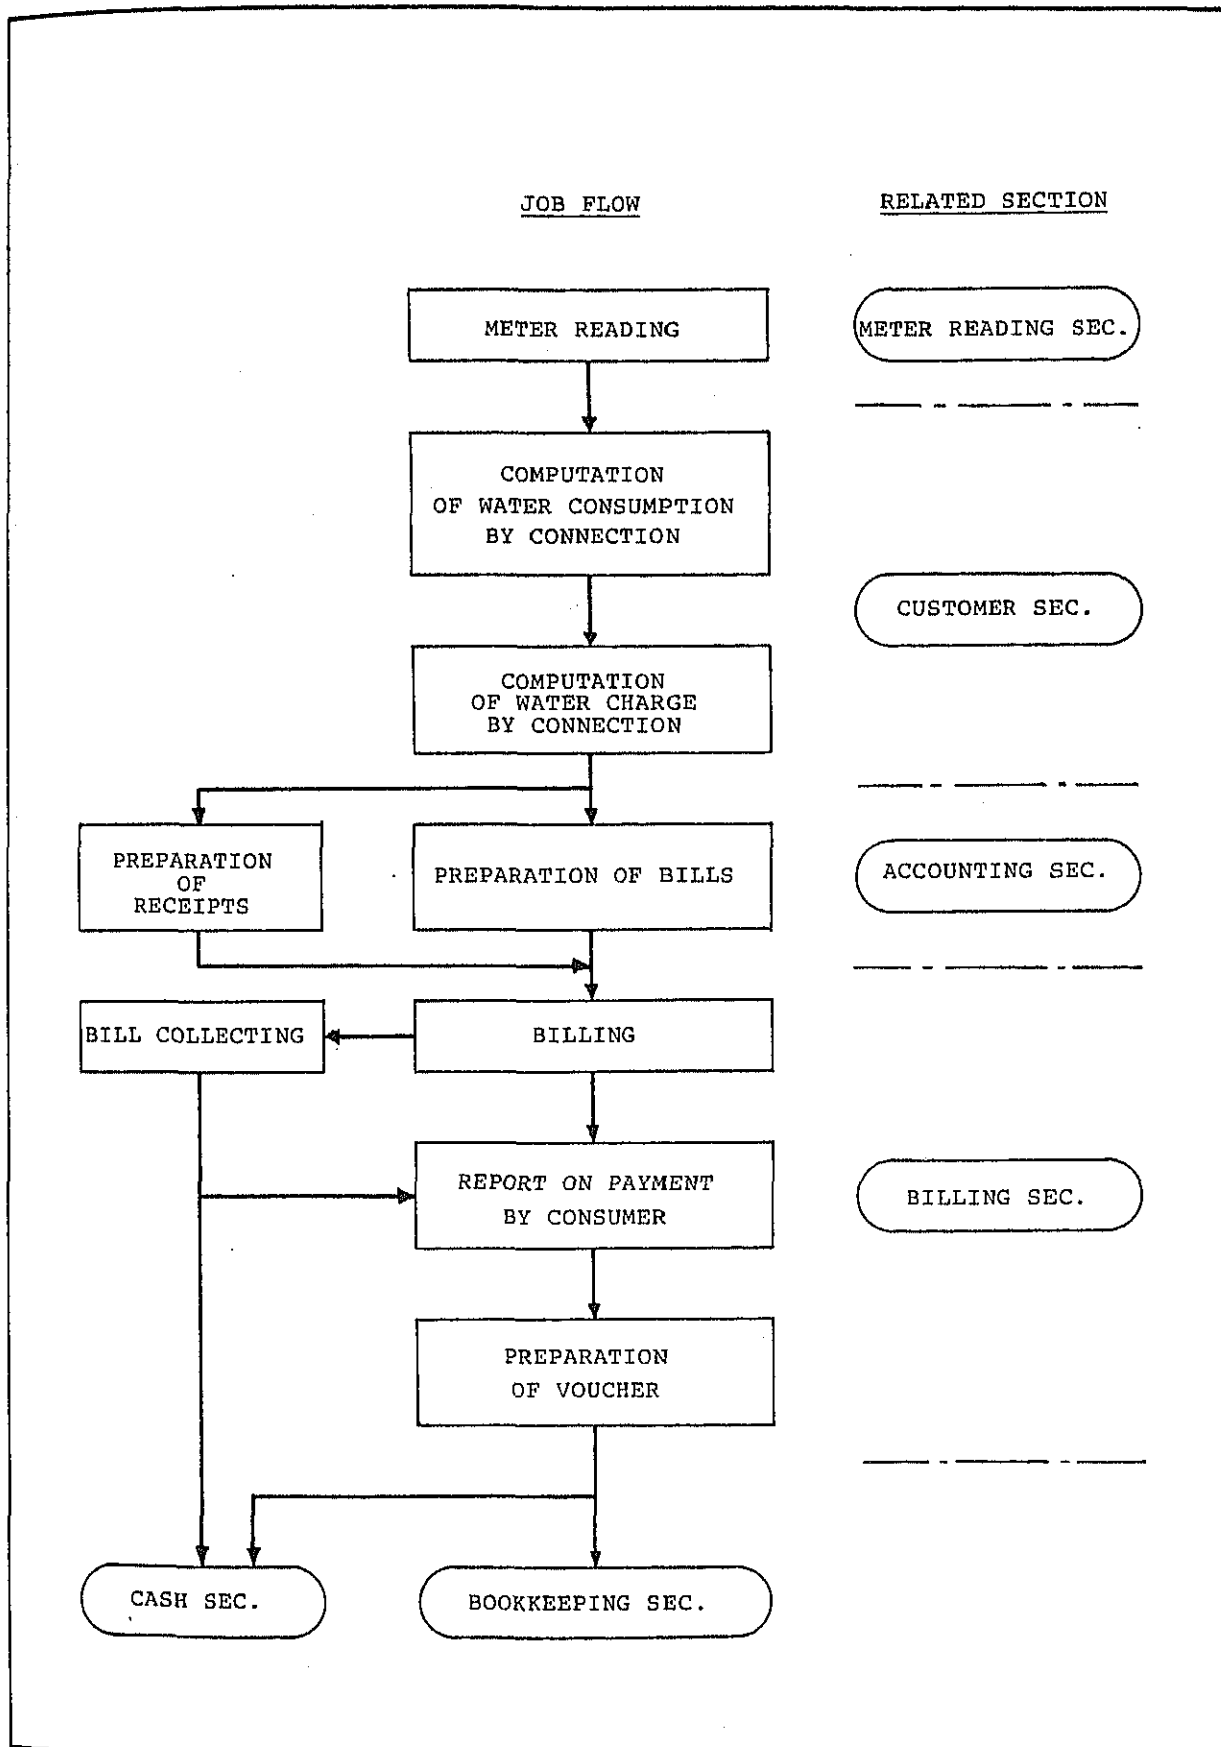 JOB FLOW
RELATED SECTION
METER READING
METER READING SEC.
COMPUTATION
OF WATER CONSUMPTION
BY CONNECTION
CUSTOMER SEC.
COMPUTATION
OF WATER CHARGE
BY CONNECTION
PREPARATION
OF
RECEIPTS
PREPARATION OF BILLS
ACCOUNTING SEC.
BILL COLLECTING
BILLING
REPORT ON PAYMENT
BY CONSUMER
BILLING SEC.
PREPARATION
OF VOUCHER
CASH SEC.
BOOKKEEPING SEC.